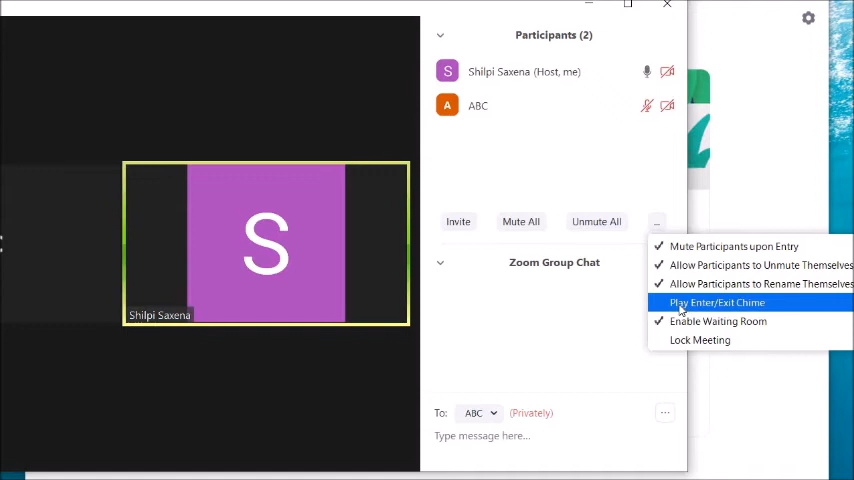 Participants (2)
S Shilpi Saxena (Host, me)
A ABC
S
Shilpi Saxena
Invite Mute All Unmute All ...
Mute Participants upon Entry
Allow Participants to Unmute Themselves
Allow Participants to Rename Themselves
Play Enter/Exit Chime
Enable Waiting Room
Lock Meeting
Zoom Group Chat
To: ABC (Privately) ...
Type message here...